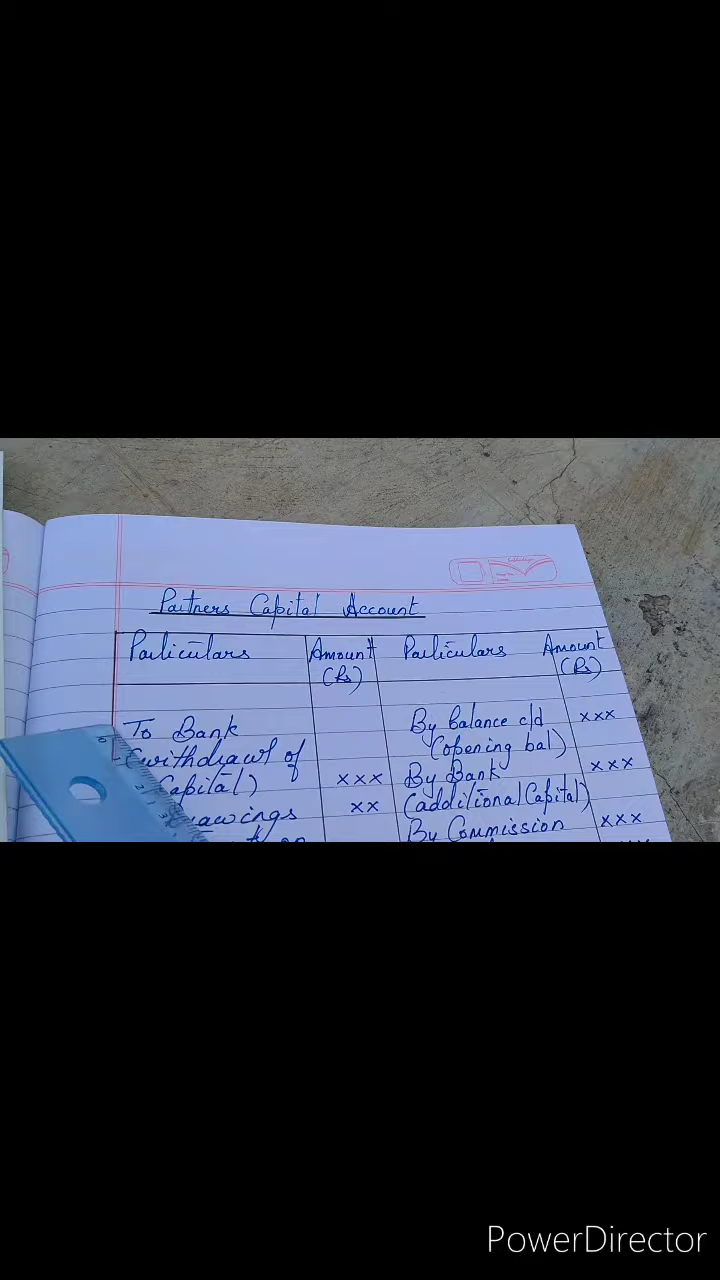 Partners Capital Account
Particulars Amount (Rs) Particulars Amount (Rs)
To Bank
(withdrawl of
Capital) xxx
awings xx
By Balance c/d xxx
(opening bal)
By Bank xxx
(additional Capital)
By Commission xxx
PowerDirector